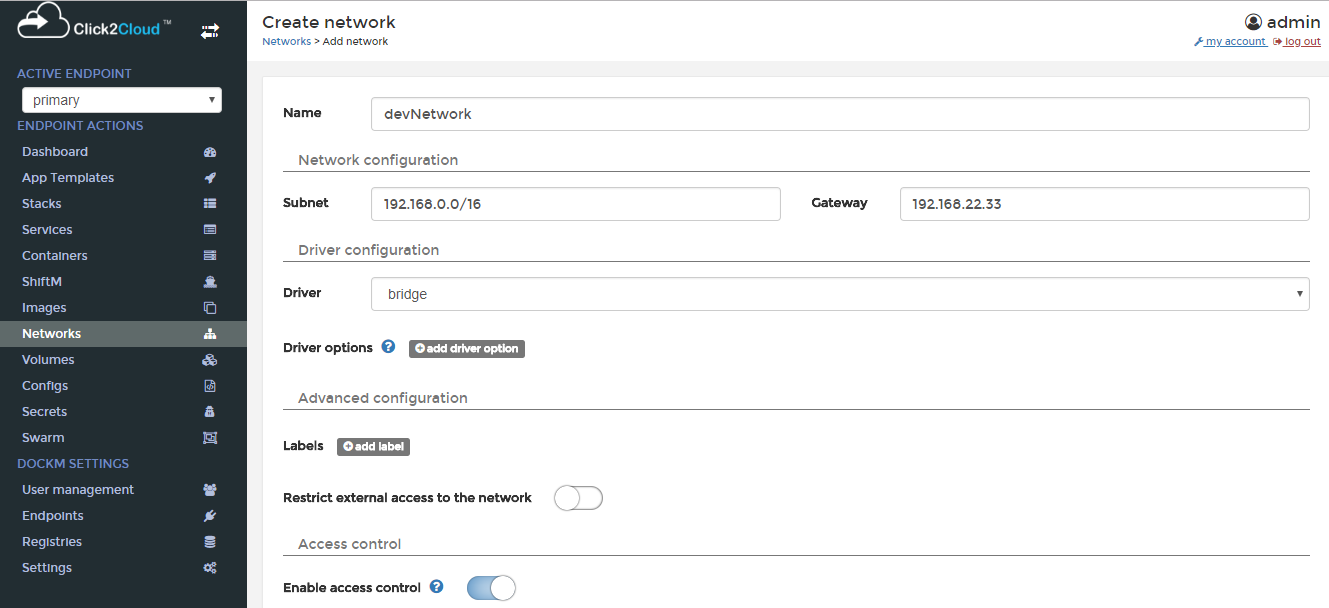 Click2Cloud™
ACTIVE ENDPOINT
primary
ENDPOINT ACTIONS
Dashboard
App Templates
Stacks
Services
Containers
ShiftM
Images
Networks
Volumes
Configs
Secrets
Swarm
DOCKM SETTINGS
User management
Endpoints
Registries
Settings
Create network
Networks > Add network
admin
my account log out
Name devNetwork
Network configuration
Subnet 192.168.0.0/16 Gateway 192.168.22.33
Driver configuration
Driver bridge
Driver options add driver option
Advanced configuration
Labels add label
Restrict external access to the network
Access control
Enable access control